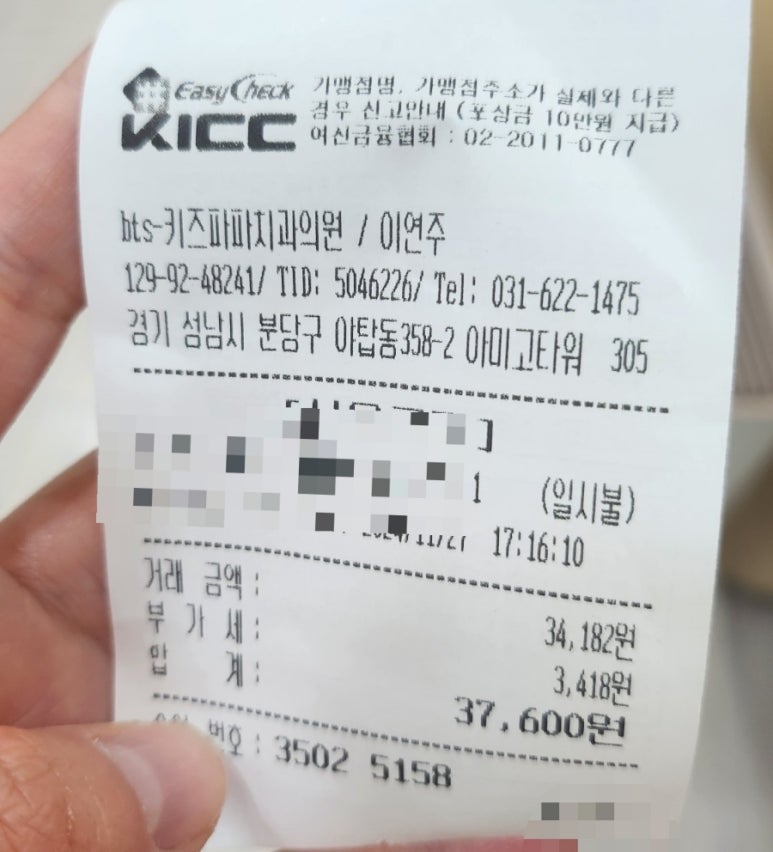 EasyCheck
KICC
가맹점명, 가맹점주소가 실제와 다른
경우 신고안내 (포상금 10만원 지급)
여신금융협회 : 02-2011-0777
bts-키즈파파치과의원 / 이연주
129-92-48241/ TID: 5046226/ Tel: 031-622-1475
경기 성남시 분당구 야탑동358-2 아미고타워 305
]
1 (일시불)
2024/11/27 17:16:10
거래 금액 : 34,182원
부 가 세 : 3,418원
합 계 : 37,600원
번호 : 3502 5158